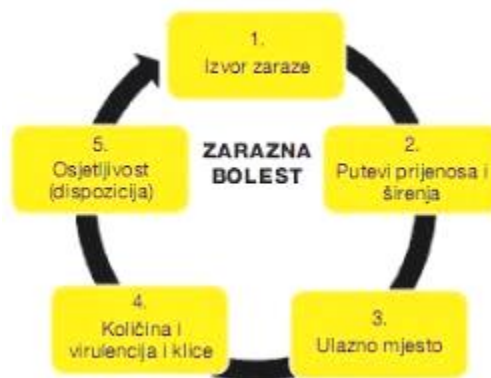 1.
Izvor zaraze
ZARAZNA
BOLEST
2.
Putevi prijenosa i
širenja
3.
Ulazno mjesto
4.
Količina i
virulencija i klice
5.
Osjetljivost
(dispozicija)